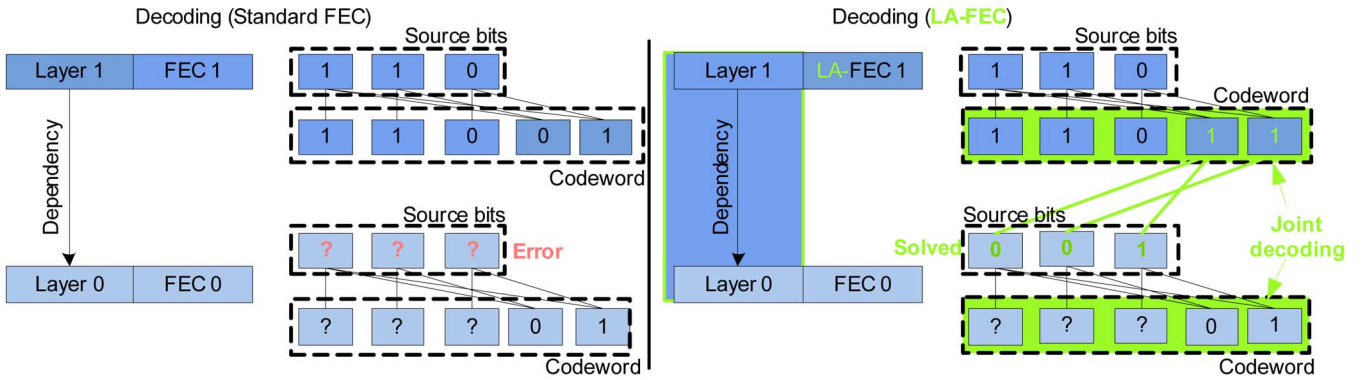 Decoding (Standard FEC)
Source bits
Layer 1 FEC 1
1 1 0
1 1 0 0 1
Codeword
Dependency
Source bits
? ? ? Error
Layer 0 FEC 0
? ? ? 0 1
Codeword
Decoding (LA-FEC)
Source bits
Layer 1 LA-FEC 1
1 1 0
Codeword
1 1 0 1 1
Dependency
Source bits
Solved 0 0 1
Joint
decoding
Layer 0 FEC 0
? ? ? 0 1
Codeword